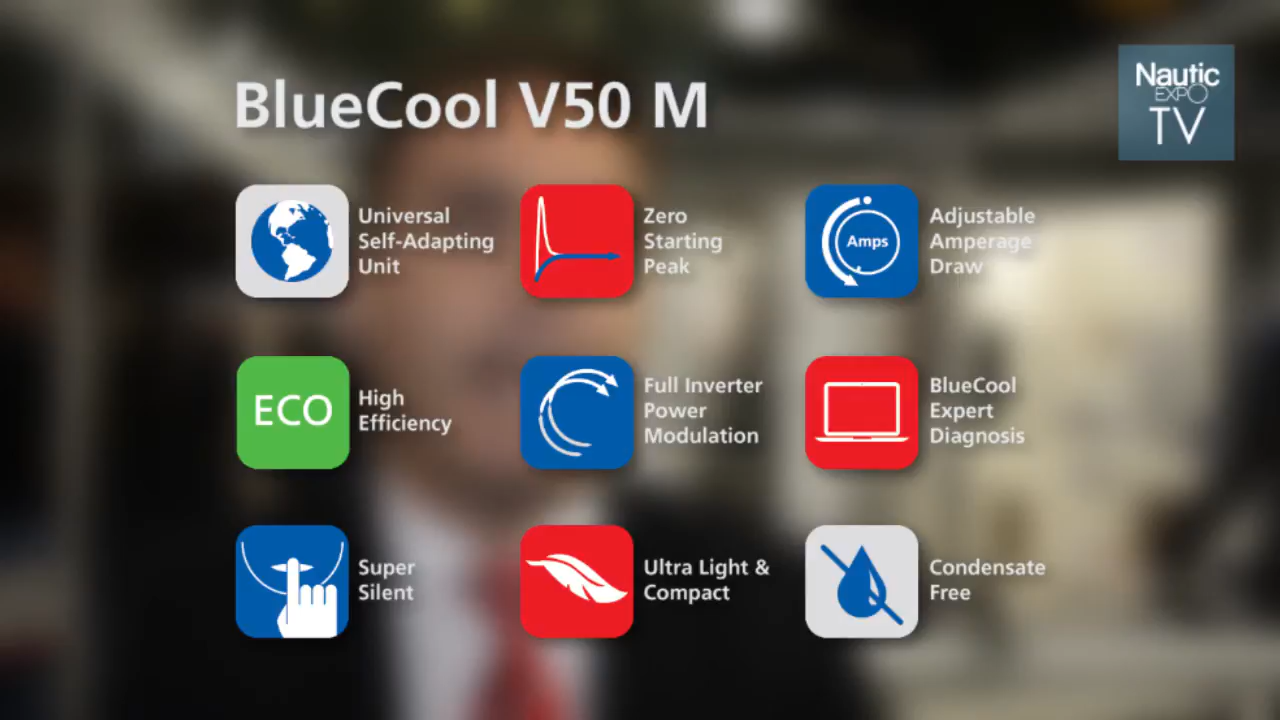 BlueCool V50 M
Nautic
EXPO
TV
Universal
Self-Adapting
Unit
Zero
Starting
Peak
Amps
Adjustable
Amperage
Draw
ECO
High
Efficiency
Full Inverter
Power
Modulation
BlueCool
Expert
Diagnosis
Super
Silent
Ultra Light &
Compact
Condensate
Free